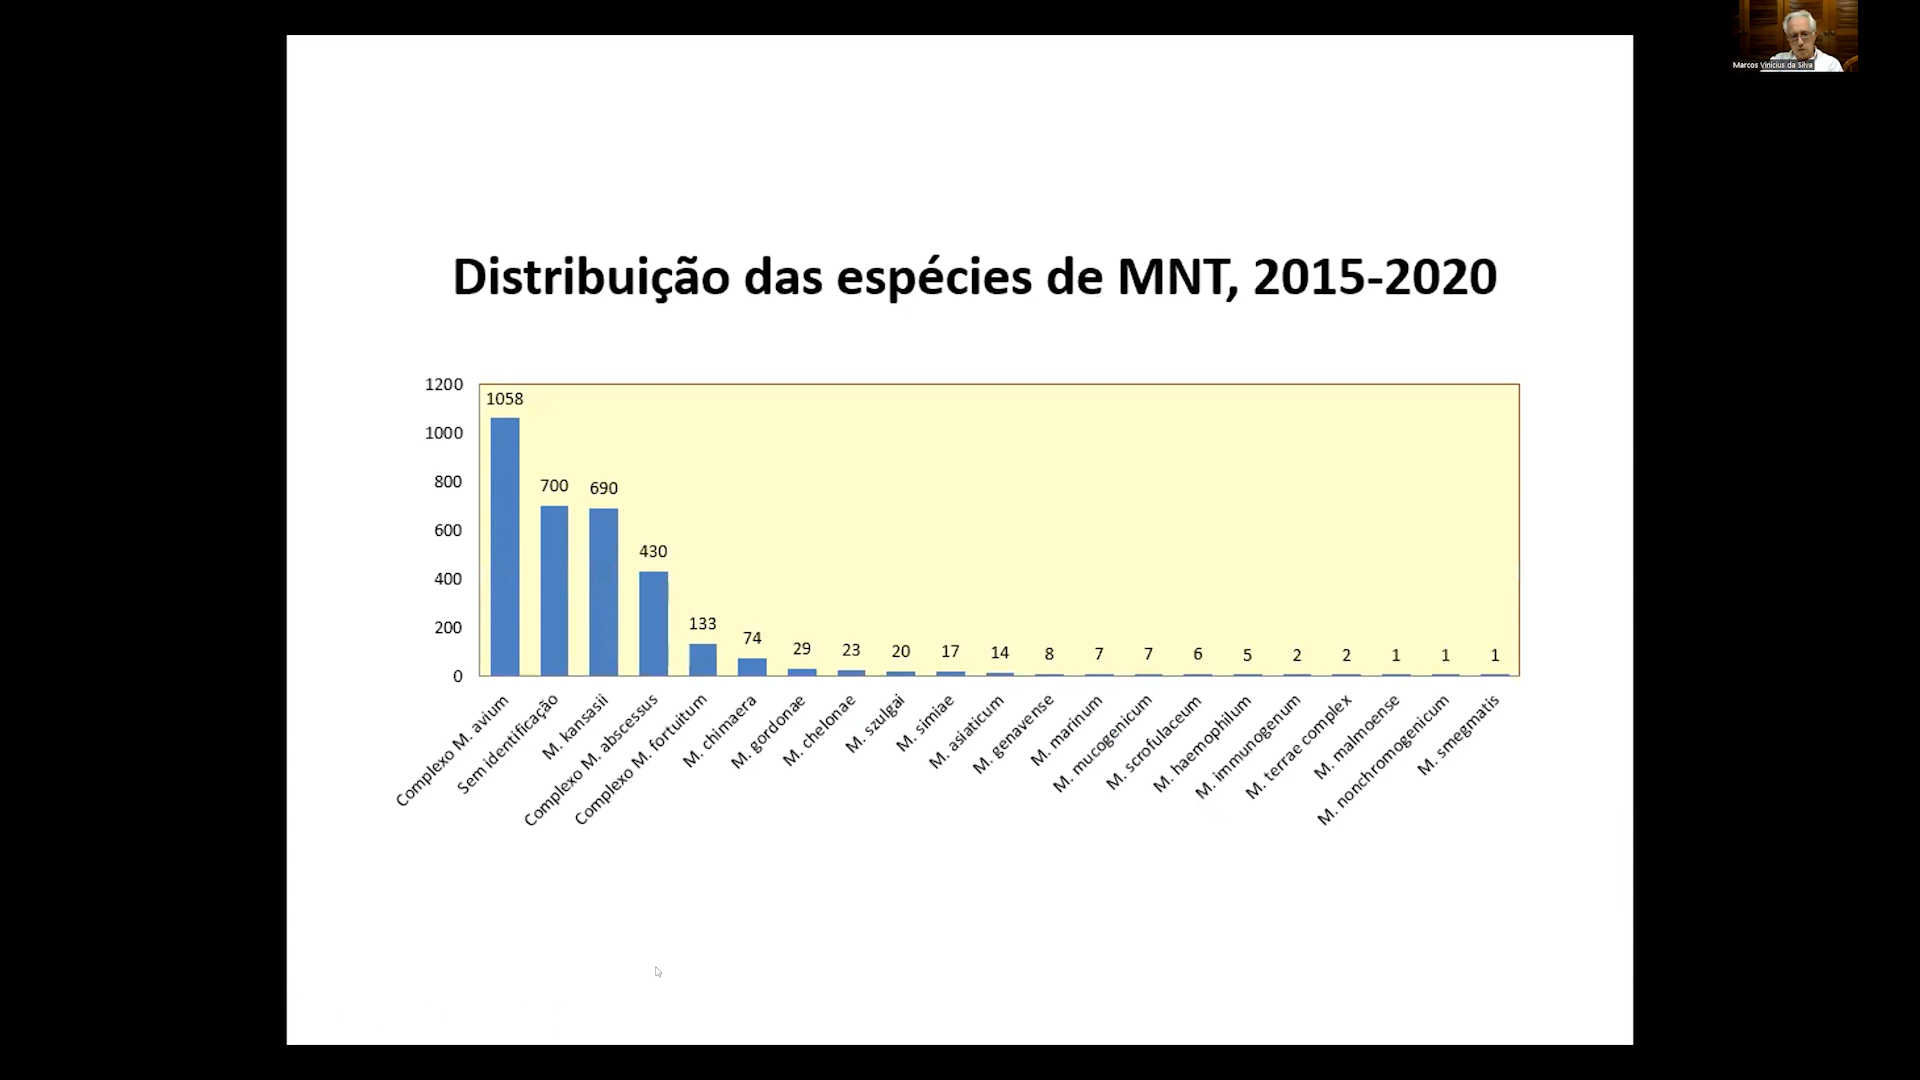 Marcos Vinicius da Silva
Distribuição das espécies de MNT, 2015-2020
1200
1000
800
600
400
200
0
1058
700
690
430
133
74
29
23
20
17
14
8
7
7
6
5
2
2
1
1
1
Complexo M. avium
Sem identificação
M. kansasii
Complexo M. abscessus
Complexo M. fortuitum
M. chimaera
M. gordonae
M. chelonae
M. szulgai
M. simiae
M. asiaticum
M. genavense
M. marinum
M. mucogenicum
M. scrofulaceum
M. haemophilum
M. immunogenum
M. terrae complex
M. malmoense
M. nonchromogenicum
M. smegmatis